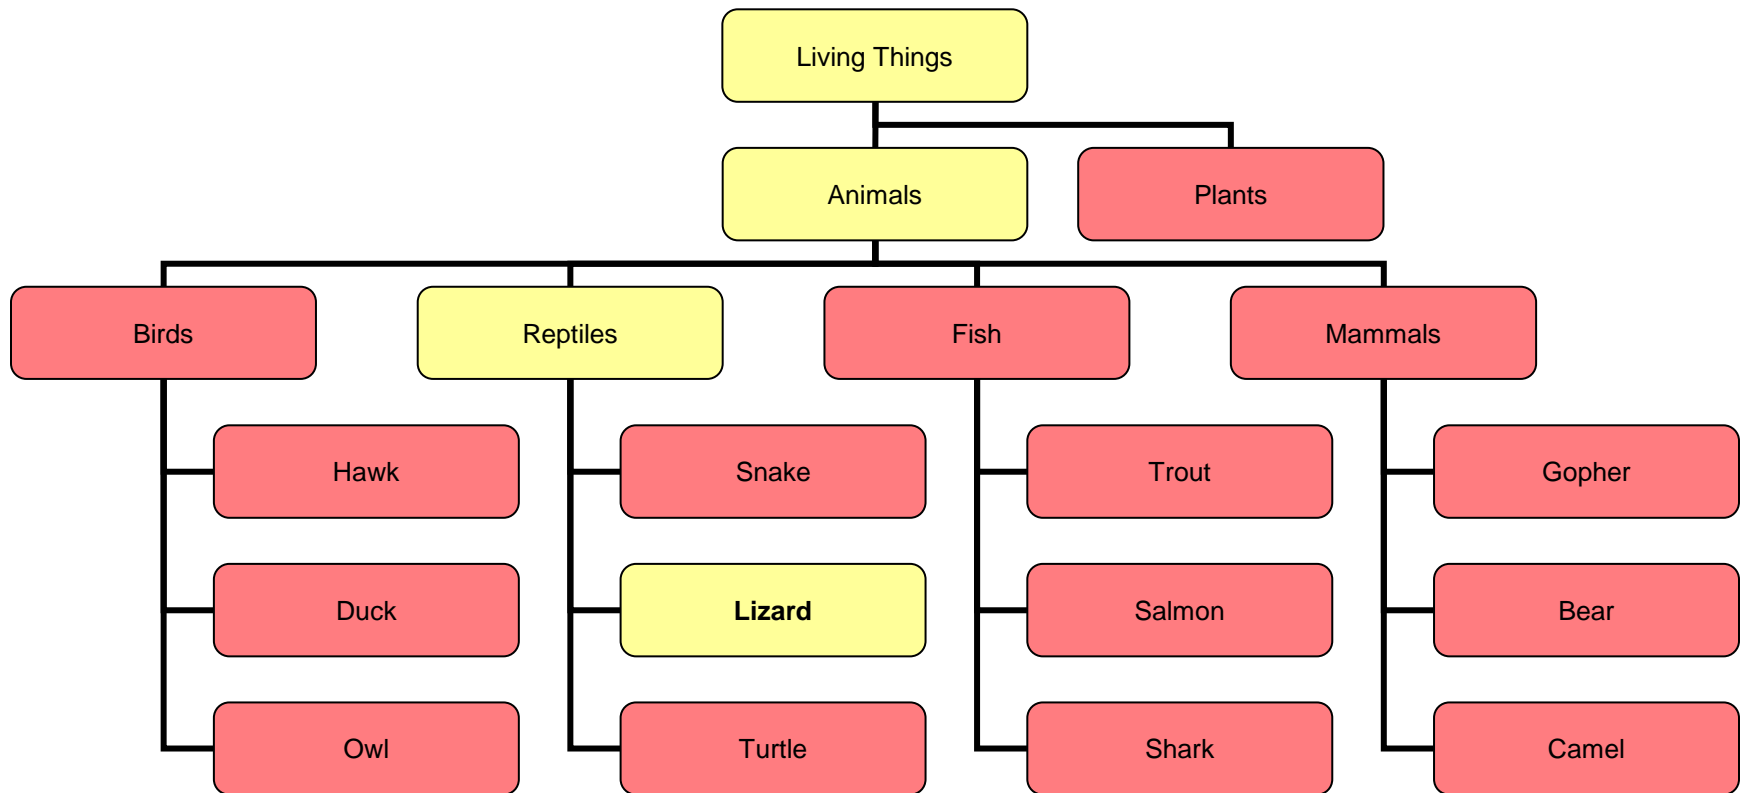 Living Things
Animals
Plants
Birds
Reptiles
Fish
Mammals
Hawk
Snake
Trout
Gopher
Duck
Lizard
Salmon
Bear
Owl
Turtle
Shark
Camel